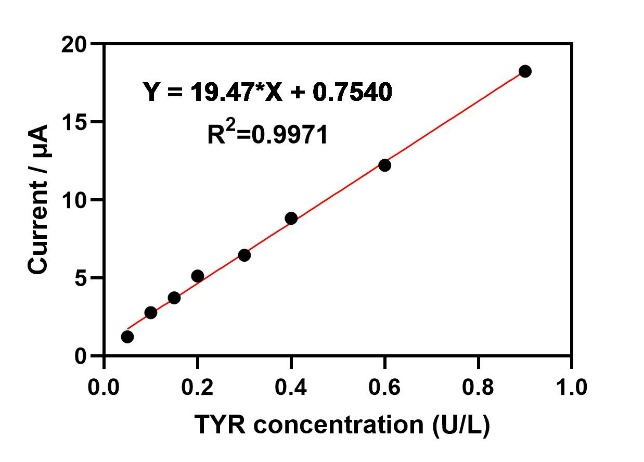 Y = 19.47*X + 0.7540
R²=0.9971
Current / µA
20
15
10
5
0
0.0 0.2 0.4 0.6 0.8 1.0
TYR concentration (U/L)